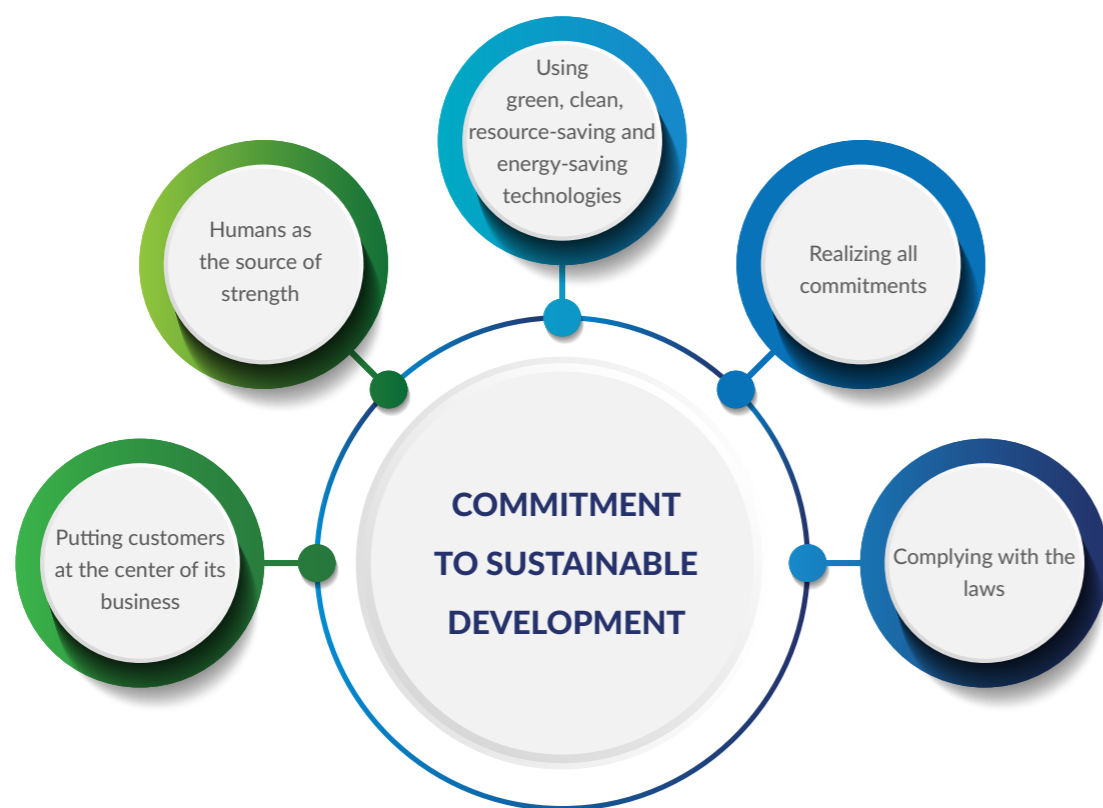 Using
green, clean,
resource-saving and
energy-saving
technologies
Humans as
the source of
strength
Realizing all
commitments
Putting customers
at the center of its
business
COMMITMENT
TO SUSTAINABLE
DEVELOPMENT
Complying with the
laws